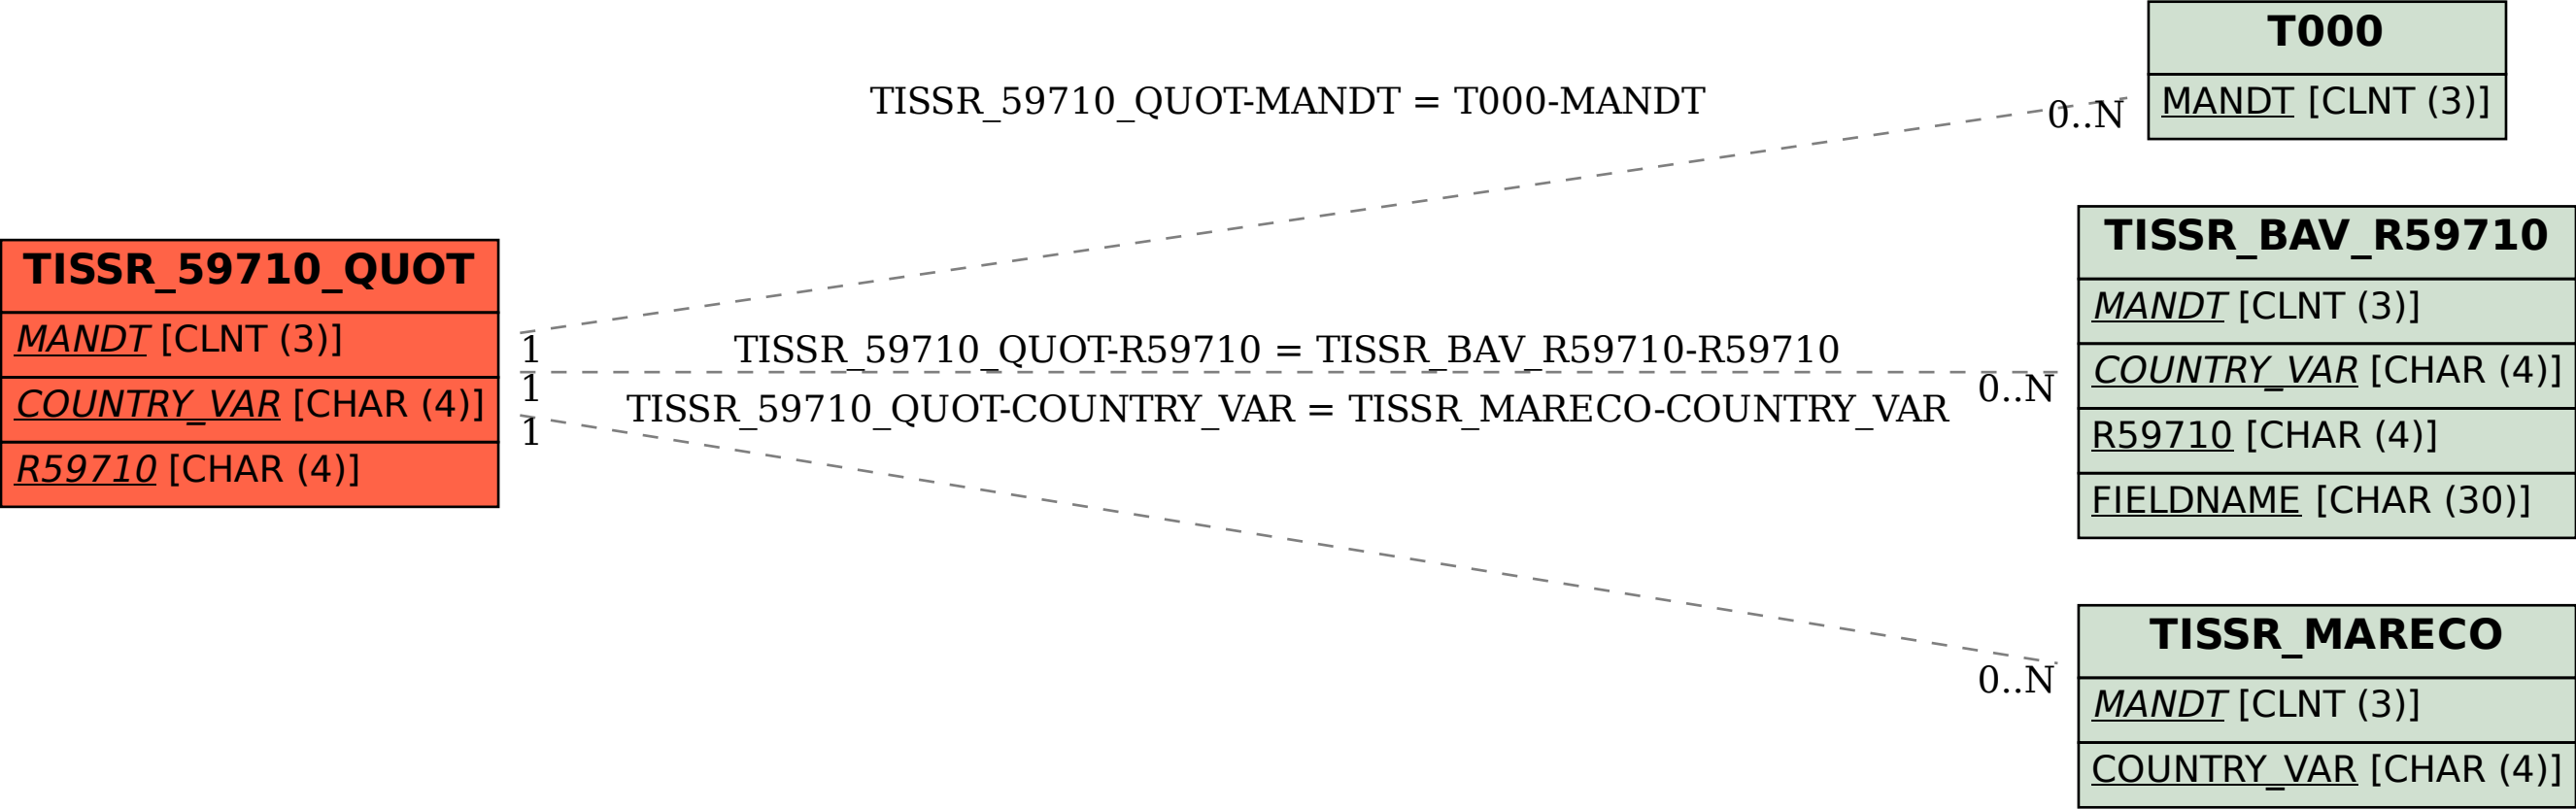 T000
MANDT [CLNT (3)]
TISSR_59710_QUOT-MANDT = T000-MANDT
0..N
TISSR_59710_QUOT
MANDT [CLNT (3)]
COUNTRY_VAR [CHAR (4)]
R59710 [CHAR (4)]
1
TISSR_59710_QUOT-R59710 = TISSR_BAV_R59710-R59710
1
0..N
TISSR_59710_QUOT-COUNTRY_VAR = TISSR_MARECO-COUNTRY_VAR
1
0..N
TISSR_BAV_R59710
MANDT [CLNT (3)]
COUNTRY_VAR [CHAR (4)]
R59710 [CHAR (4)]
FIELDNAME [CHAR (30)]
TISSR_MARECO
MANDT [CLNT (3)]
COUNTRY_VAR [CHAR (4)]